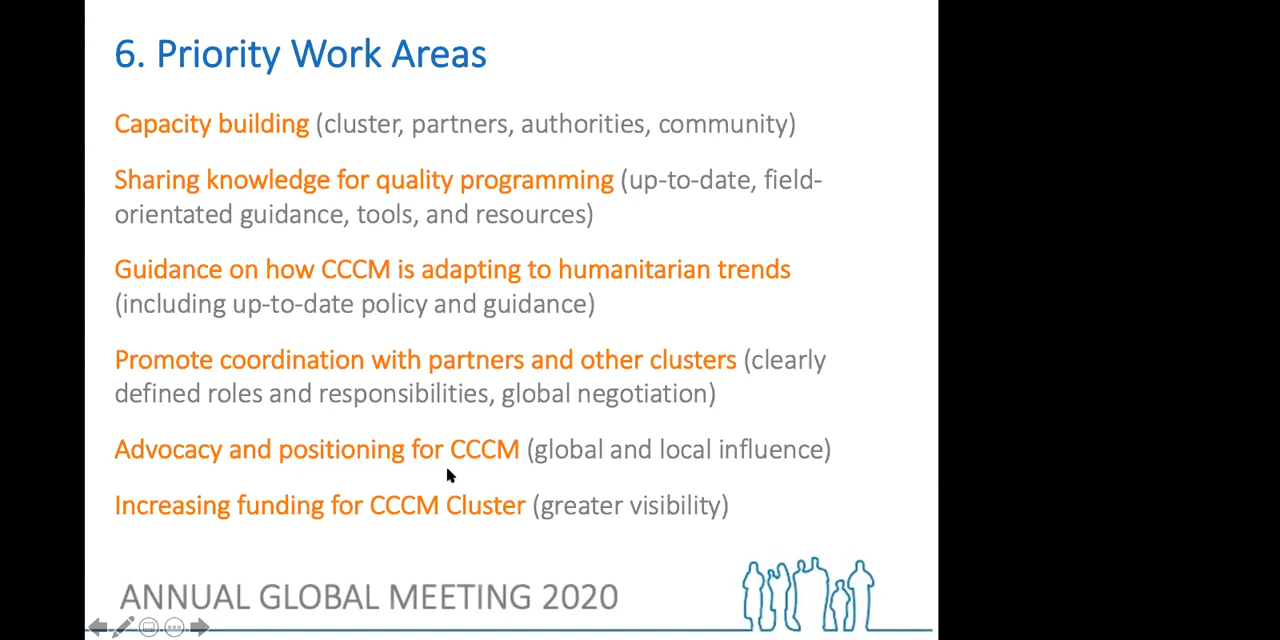 6. Priority Work Areas
Capacity building (cluster, partners, authorities, community)
Sharing knowledge for quality programming (up-to-date, field-
orientated guidance, tools, and resources)
Guidance on how CCCM is adapting to humanitarian trends
(including up-to-date policy and guidance)
Promote coordination with partners and other clusters (clearly
defined roles and responsibilities, global negotiation)
Advocacy and positioning for CCCM (global and local influence)
Increasing funding for CCCM Cluster (greater visibility)
ANNUAL GLOBAL MEETING 2020